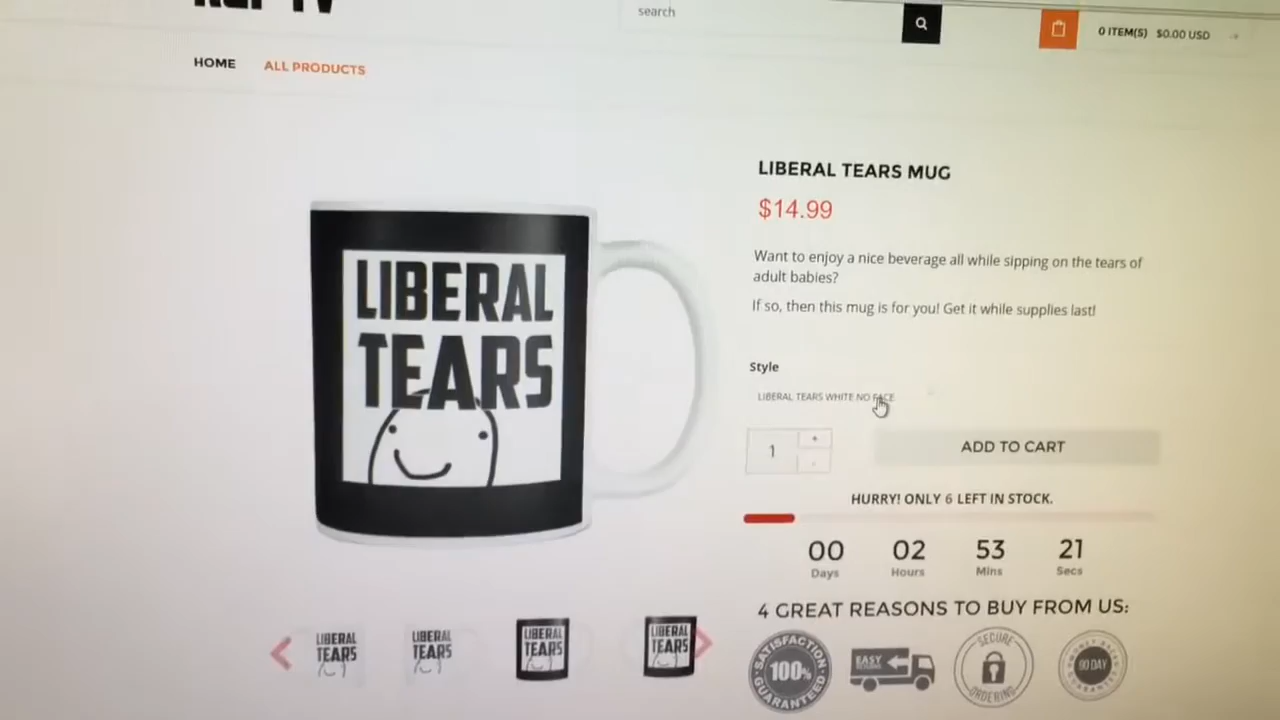 search
0 ITEM(S) $0.00 USD
HOME ALL PRODUCTS
LIBERAL TEARS MUG
$14.99
Want to enjoy a nice beverage all while sipping on the tears of
adult babies?
If so, then this mug is for you! Get it while supplies last!
Style
LIBERAL TEARS WHITE NO FACE
1 + -
ADD TO CART
HURRY! ONLY 6 LEFT IN STOCK.
00 02 53 21
Days Hours Mins Secs
4 GREAT REASONS TO BUY FROM US:
SATISFACTION
100%
GUARANTEED
EASY
SECURE
ORDERING
90 DAY
LIBERAL
TEARS
LIBERAL
TEARS
LIBERAL
TEARS
LIBERAL
TEARS
LIBERAL
TEARS